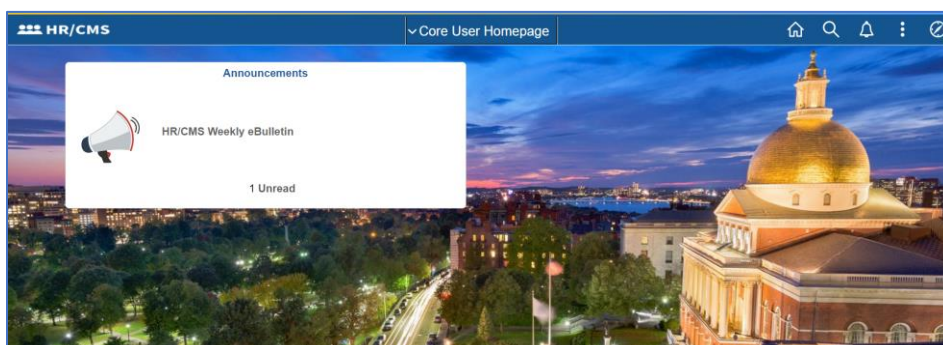 HR/CMS
Core User Homepage
Announcements
HR/CMS Weekly eBulletin
1 Unread